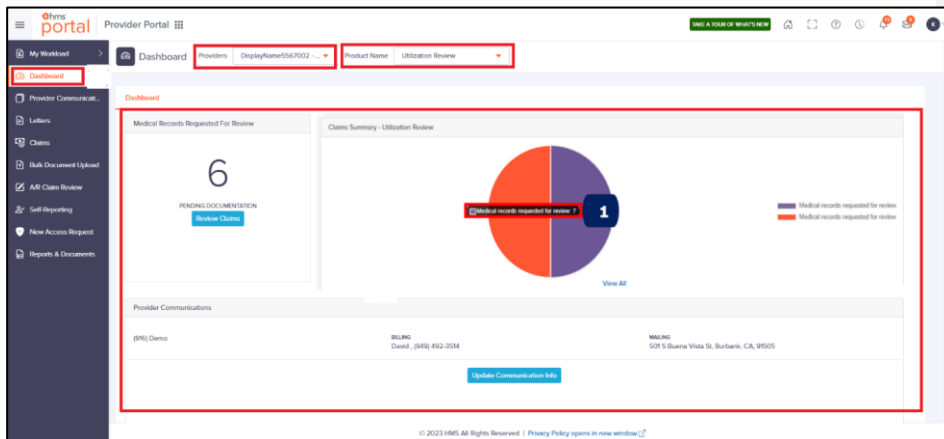 hms
portal
Provider Portal
TAKE A TOUR OF WHAT'S NEW
K
My Workload
Dashboard
Provider Communicati...
Letters
Claims
Bulk Document Upload
A/R Claim Review
Self-Reporting
New Access Request
Reports & Documents
Dashboard
Providers
DisplayName5567002 - ...
Product Name
Utilization Review
Dashboard
Medical Records Requested For Review
6
PENDING DOCUMENTATION
Review Claims
Claims Summary - Utilization Review
Medical records requested for review 7
1
Medical records requested for review
Medical records requested for review
View All
Provider Communications
(916) Demo
BILLING
David , (949) 492-3514
MAILING
501 S Buena Vista St, Burbank, CA, 91505
Update Communication Info
© 2023 HMS All Rights Reserved | Privacy Policy opens in new window